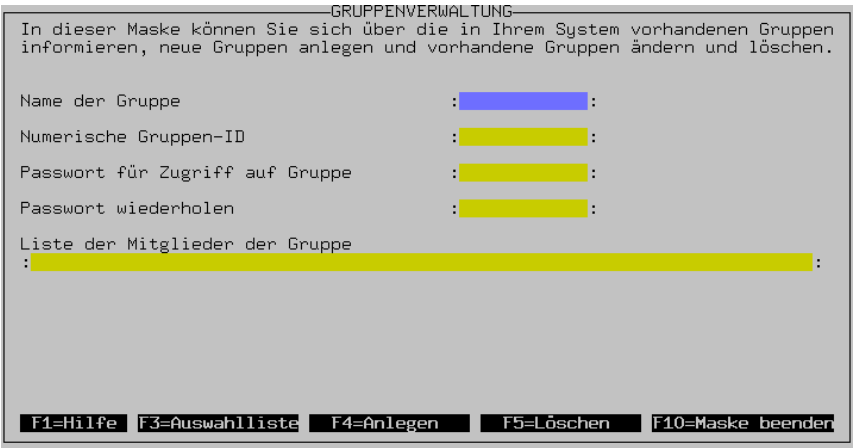 GRUPPENVERWALTUNG
In dieser Maske können Sie sich über die in Ihrem System vorhandenen Gruppen
informieren, neue Gruppen anlegen und vorhandene Gruppen ändern und löschen.
Name der Gruppe : :
Numerische Gruppen-ID : :
Passwort für Zugriff auf Gruppe : :
Passwort wiederholen : :
Liste der Mitglieder der Gruppe
: :
F1=Hilfe F3=Auswahlliste F4=Anlegen F5=Löschen F10=Maske beenden